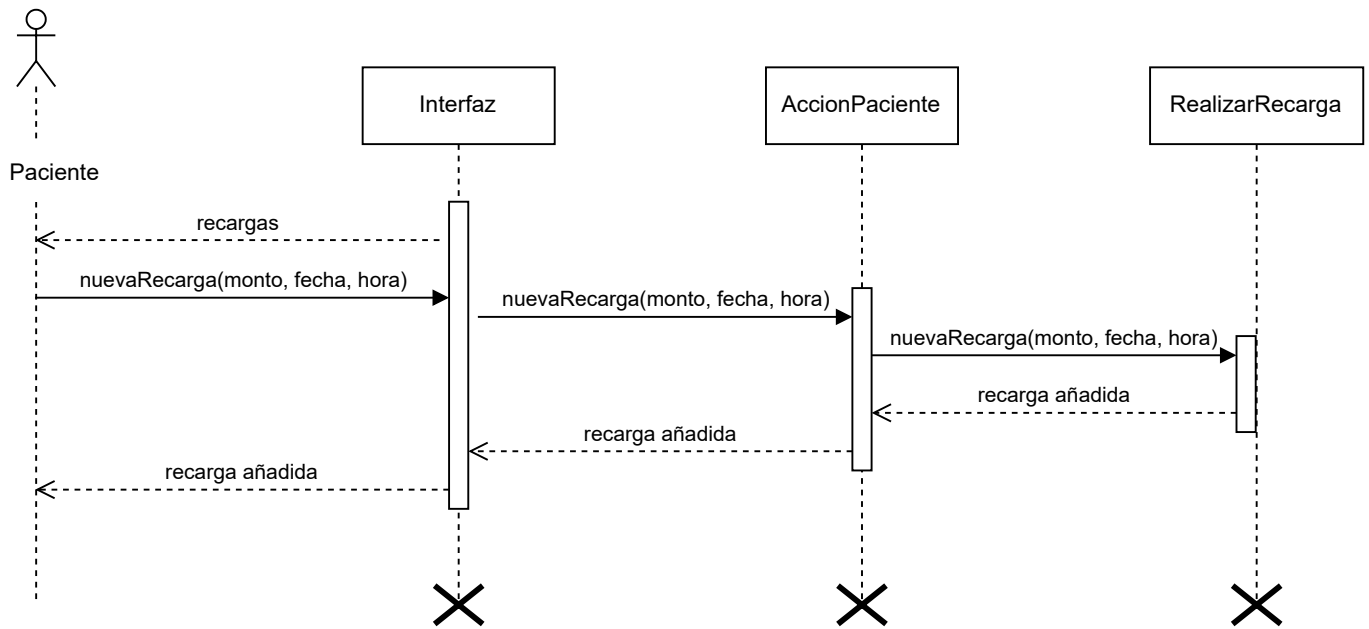 Interfaz
AccionPaciente
RealizarRecarga
Paciente
recargas
nuevaRecarga(monto, fecha, hora)
nuevaRecarga(monto, fecha, hora)
nuevaRecarga(monto, fecha, hora)
recarga añadida
recarga añadida
recarga añadida